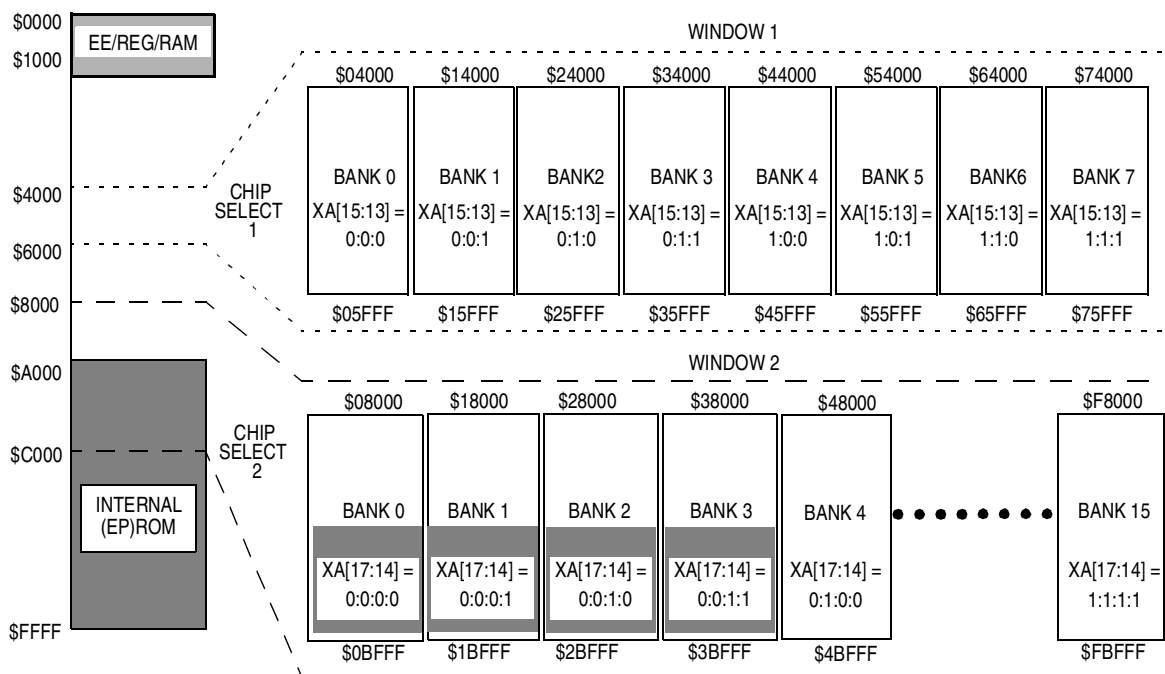 $0000
EE/REG/RAM
$1000
$4000
$6000
$8000
$A000
$C000
INTERNAL
(EP)ROM
$FFFF
CHIP
SELECT
1
CHIP
SELECT
2
WINDOW 1
$04000 $14000 $24000 $34000 $44000 $54000 $64000 $74000
BANK 0 BANK 1 BANK2 BANK 3 BANK 4 BANK 5 BANK6 BANK 7
XA[15:13] = XA[15:13] = XA[15:13] = XA[15:13] = XA[15:13] = XA[15:13] = XA[15:13] = XA[15:13] =
0:0:0 0:0:1 0:1:0 0:1:1 1:0:0 1:0:1 1:1:0 1:1:1
$05FFF $15FFF $25FFF $35FFF $45FFF $55FFF $65FFF $75FFF
WINDOW 2
$08000 $18000 $28000 $38000 $48000 $F8000
BANK 0 BANK 1 BANK 2 BANK 3 BANK 4 BANK 15
XA[17:14] = XA[17:14] = XA[17:14] = XA[17:14] = XA[17:14] = XA[17:14] =
0:0:0:0 0:0:0:1 0:0:1:0 0:0:1:1 0:1:0:0 1:1:1:1
$0BFFF $1BFFF $2BFFF $3BFFF $4BFFF $FBFFF